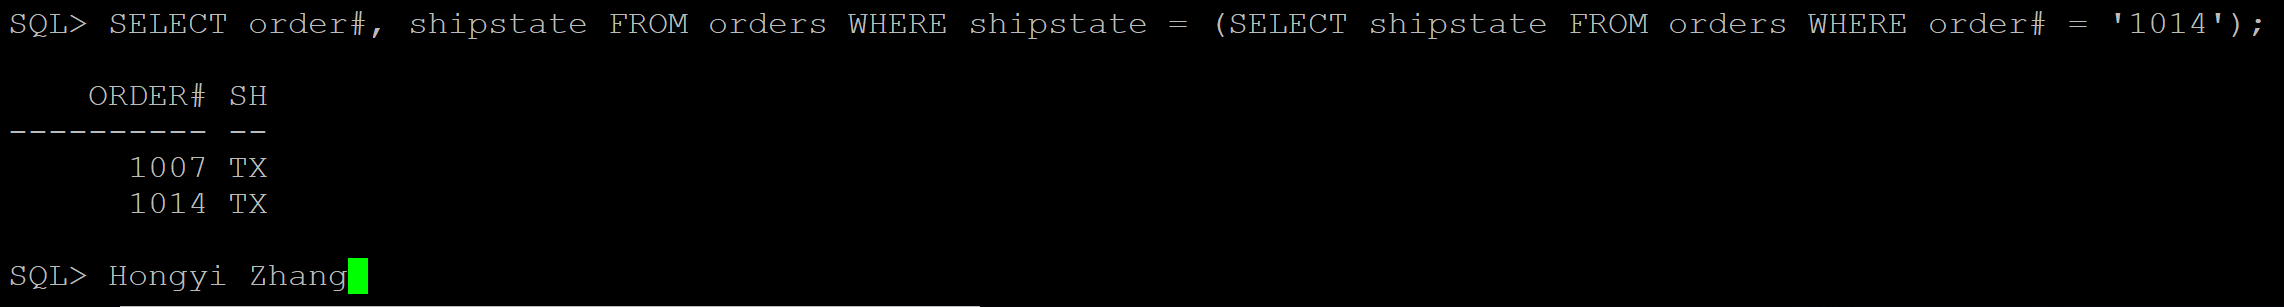 SQL> SELECT order#, shipstate FROM orders WHERE shipstate = (SELECT shipstate FROM orders WHERE order# = '1014');
    ORDER# SH
---------- --
      1007 TX
      1014 TX
SQL> Hongyi Zhang